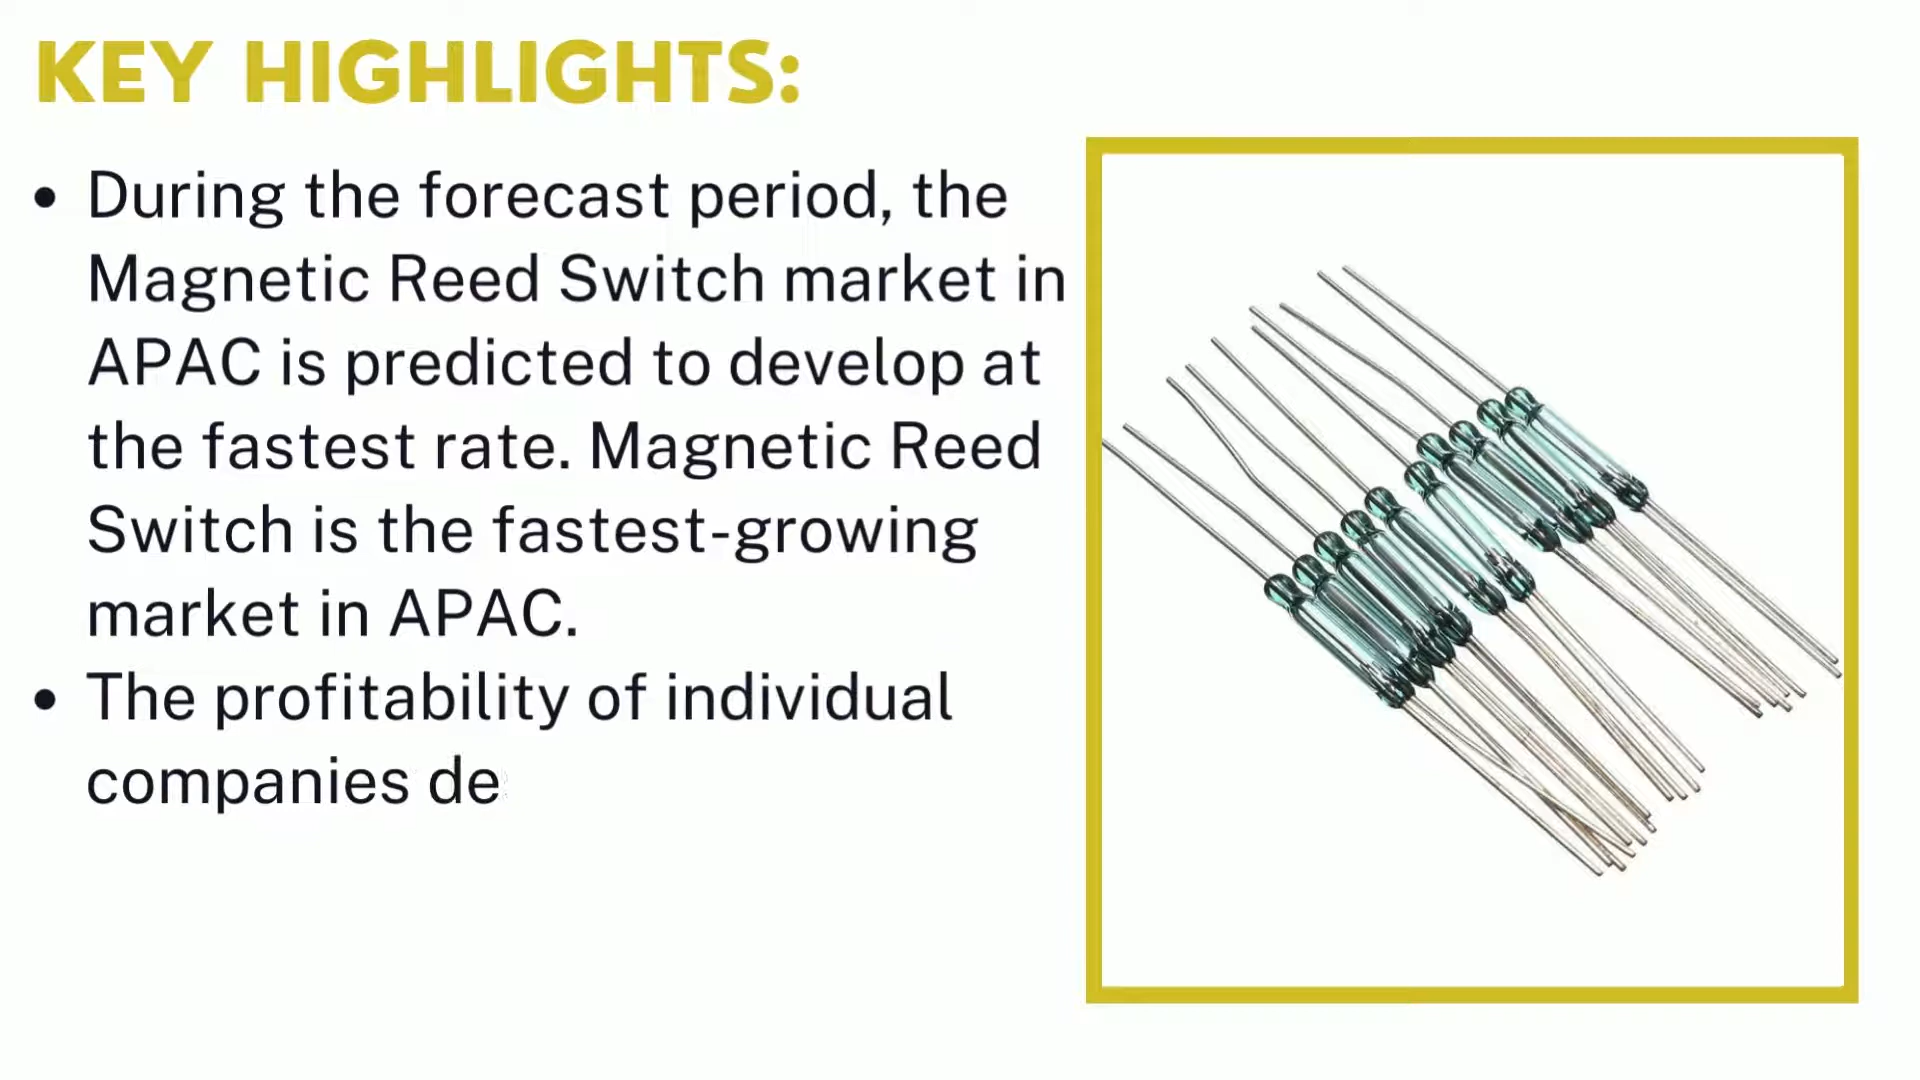 KEY HIGHLIGHTS:
• During the forecast period, the
Magnetic Reed Switch market in
APAC is predicted to develop at
the fastest rate. Magnetic Reed
Switch is the fastest-growing
market in APAC.
• The profitability of individual
companies de